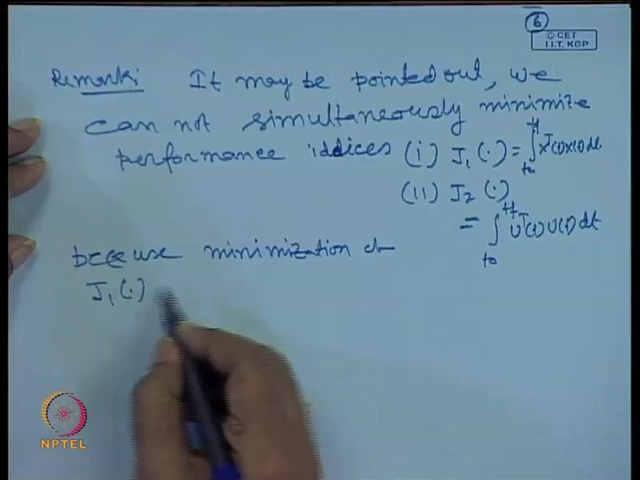 6
© CET
I.I.T. KGP
Remark: It may be pointed out, we
can not simultaneously minimize
performance idices (i) J₁(·) = ∫_{t₀}^{tf} xᵀ(t)x(t)dt
(ii) J₂(·)
= ∫_{t₀}^{tf} Uᵀ(t)U(t)dt
because minimization of
J₁(·)
NPTEL